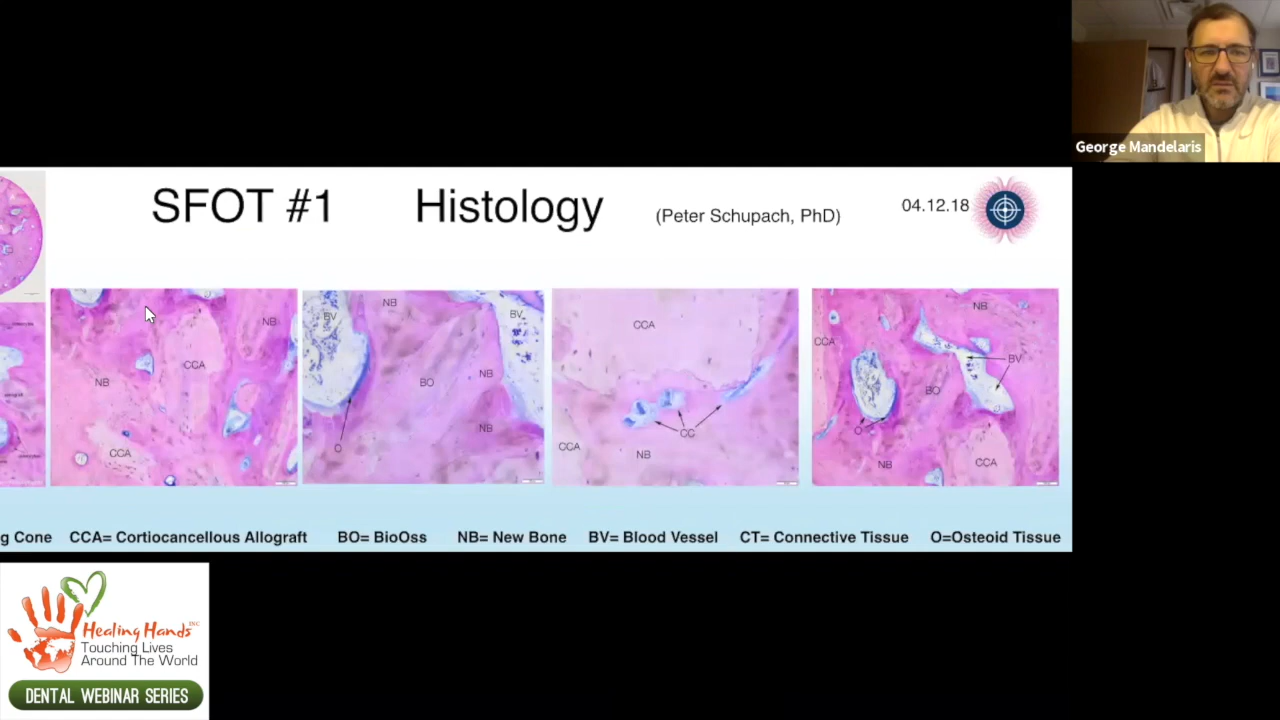 George Mandelaris
SFOT #1 Histology (Peter Schupach, PhD) 04.12.18
NB
CCA
NB
CCA
BV
NB
BV
NB
BO
NB
O
CCA
CC
CCA
NB
NB
CCA
BV
BO
O
NB
CCA
g Cone CCA= Cortiocancellous Allograft BO= BioOss NB= New Bone BV= Blood Vessel CT= Connective Tissue O=Osteoid Tissue
Healing Hands INC
Touching Lives
Around The World
DENTAL WEBINAR SERIES